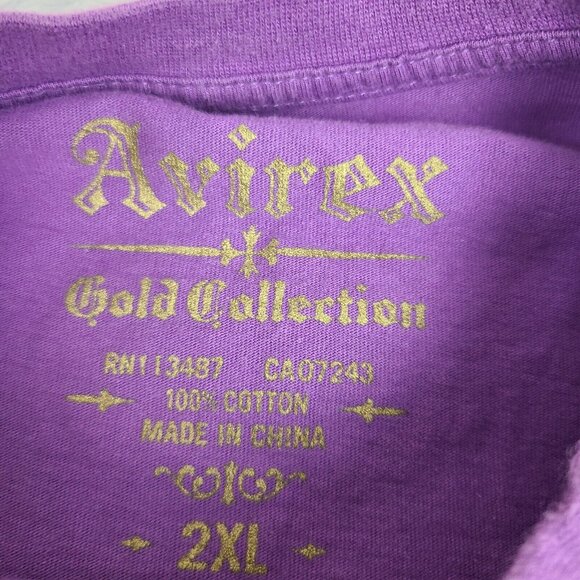 Avirex
Gold Collection
RN113487 CA07243
100% COTTON
MADE IN CHINA
2XL